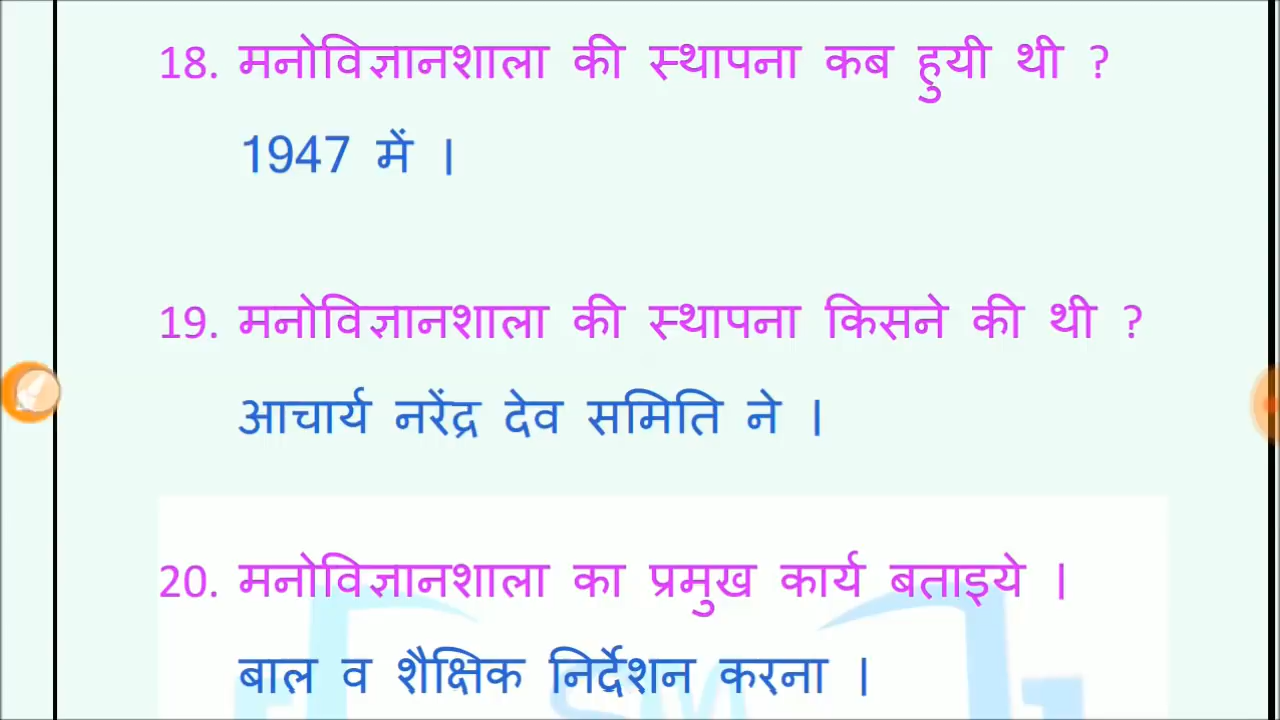 18. मनोविज्ञानशाला की स्थापना कब हुयी थी ?
1947 में ।
19. मनोविज्ञानशाला की स्थापना किसने की थी ?
आचार्य नरेंद्र देव समिति ने ।
20. मनोविज्ञानशाला का प्रमुख कार्य बताइये ।
बाल व शैक्षिक निर्देशन करना ।
SM